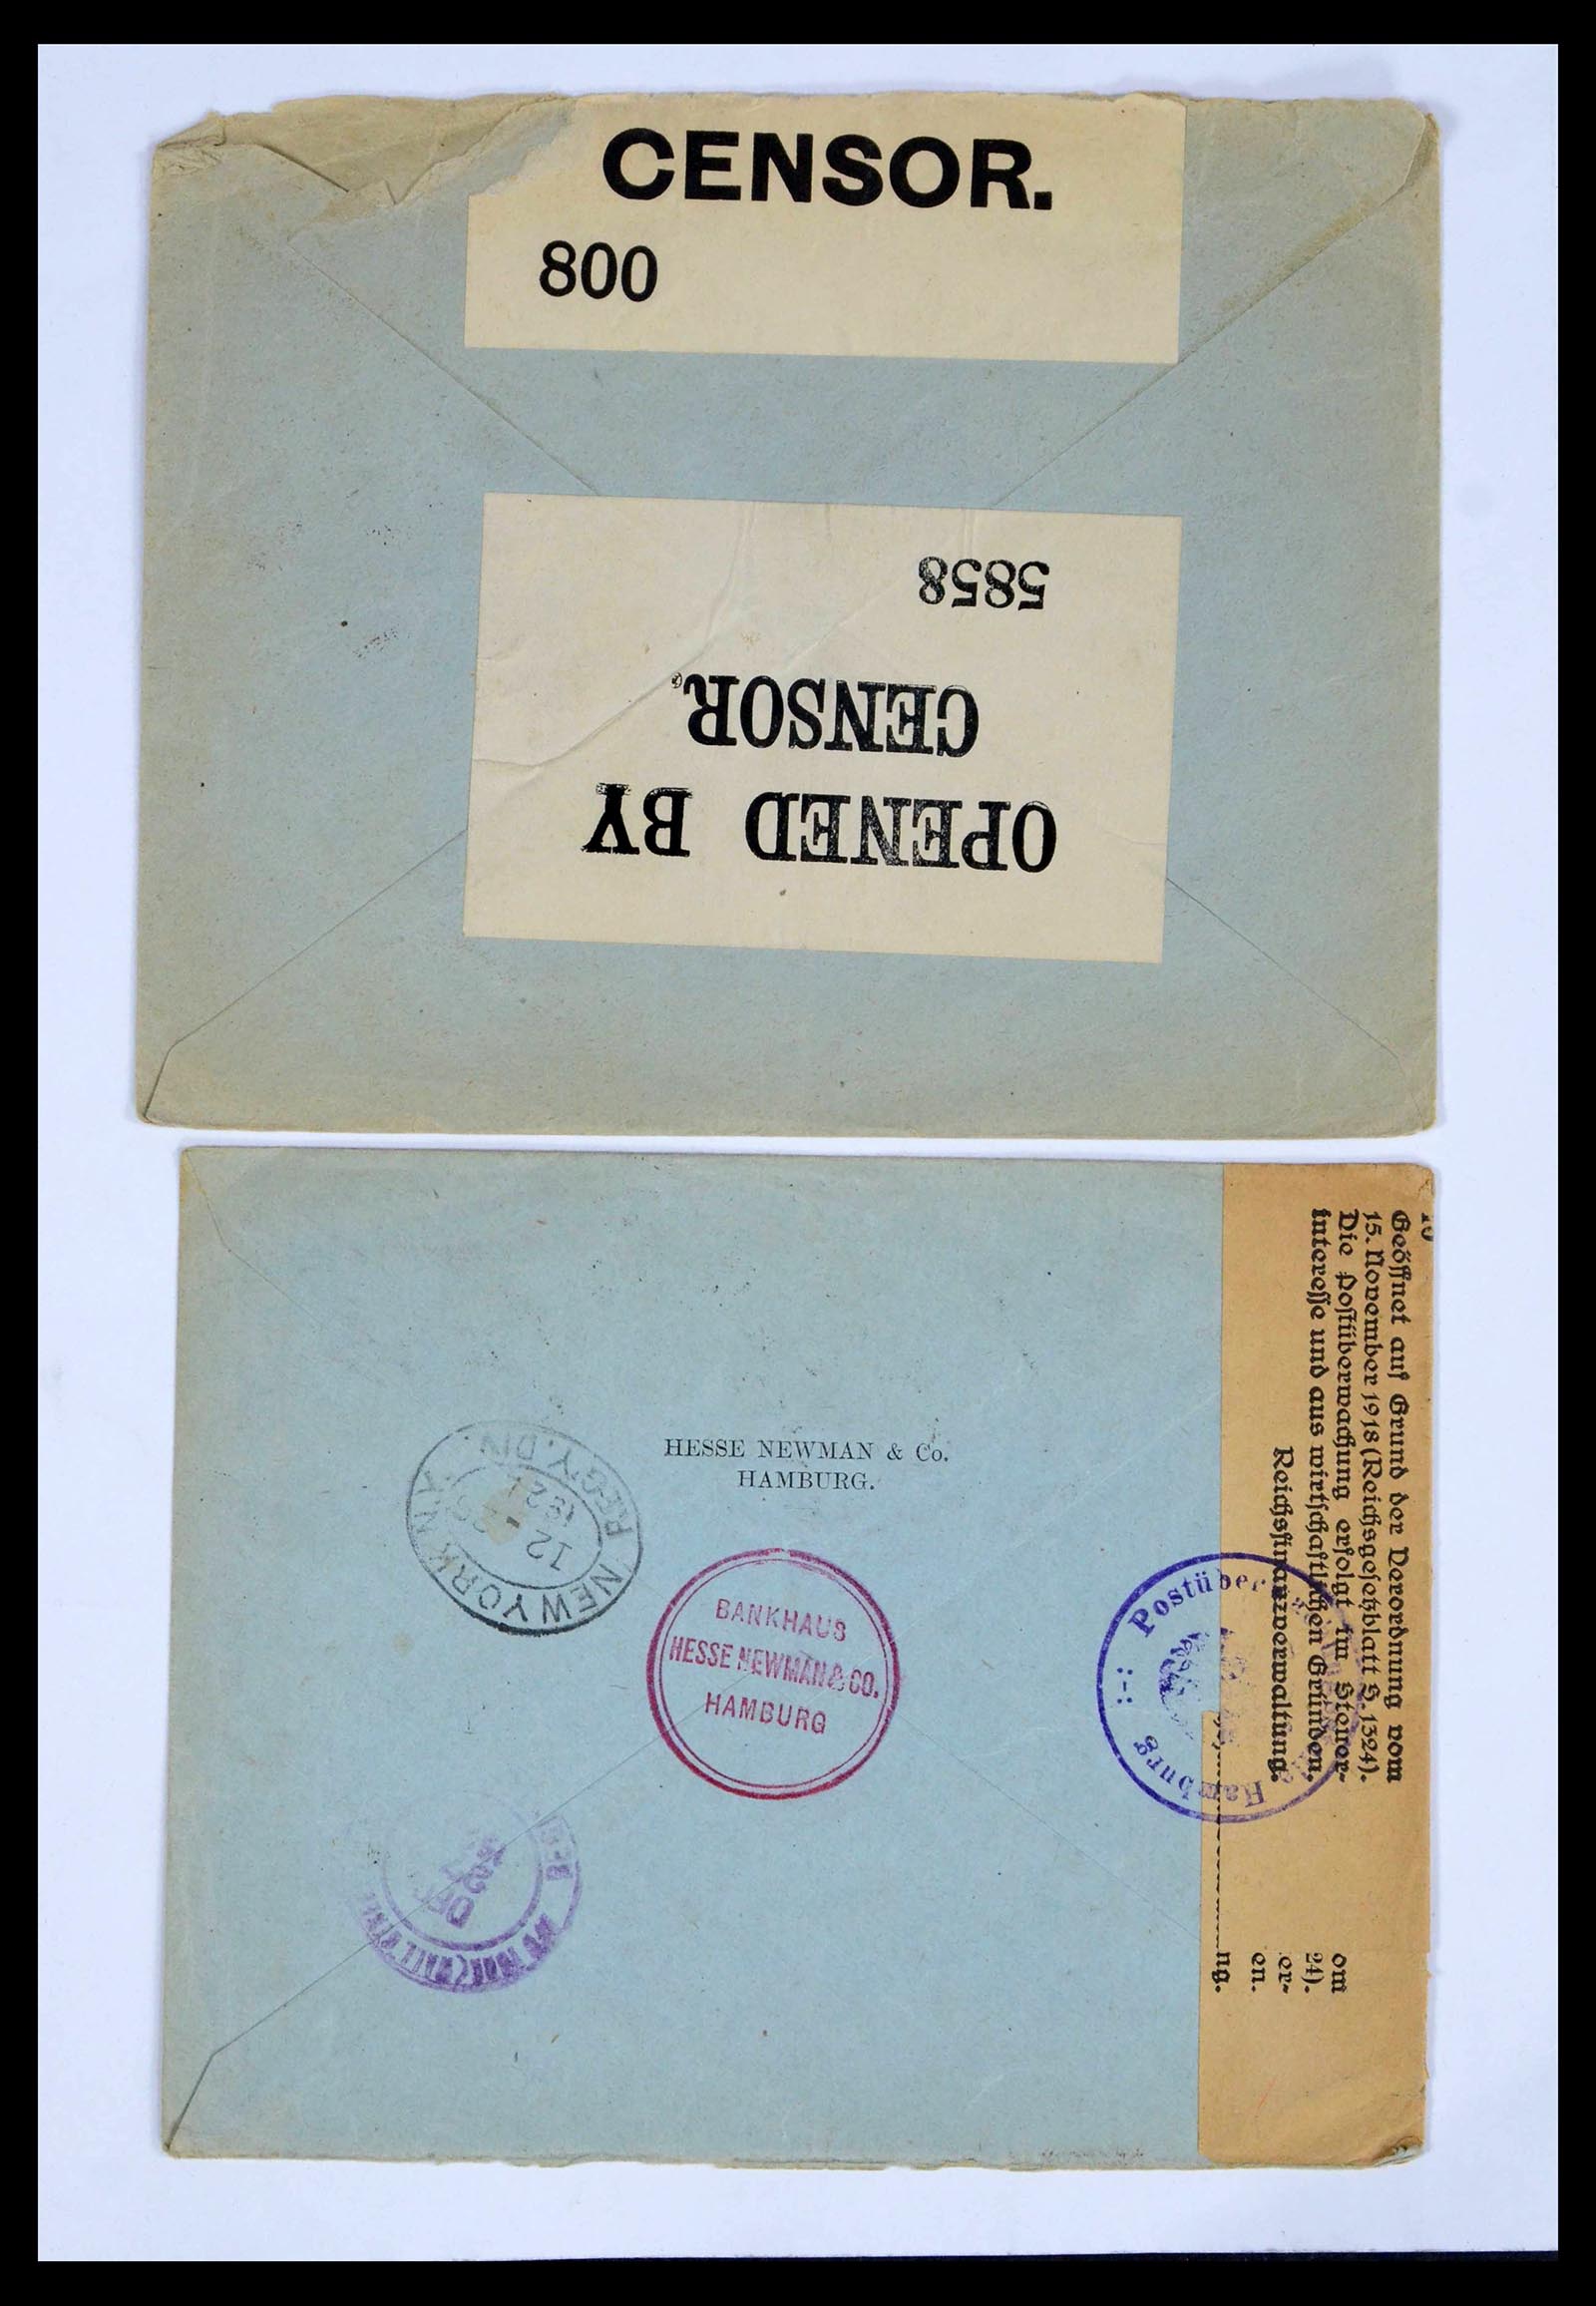 CENSOR.
800
5858
CENSOR.
OPENED BY
HESSE NEWMAN & Co.
HAMBURG.
NEW YORK N.Y.
REG'Y. DIV.
12 -
BANKHAUS
HESSE NEWMAN & CO.
HAMBURG
Postüber
Hamburg
Geöffnet auf Grund der Verordnung vom
15. November 1918 (Reichsgesetzblatt S. 1324).
Die Postüberwachung erfolgt im Steuer-
interesse und aus wirtschaftlichen Gründen.
Reichsfinanzverwaltung.
om
24).
er-
en.
ng.